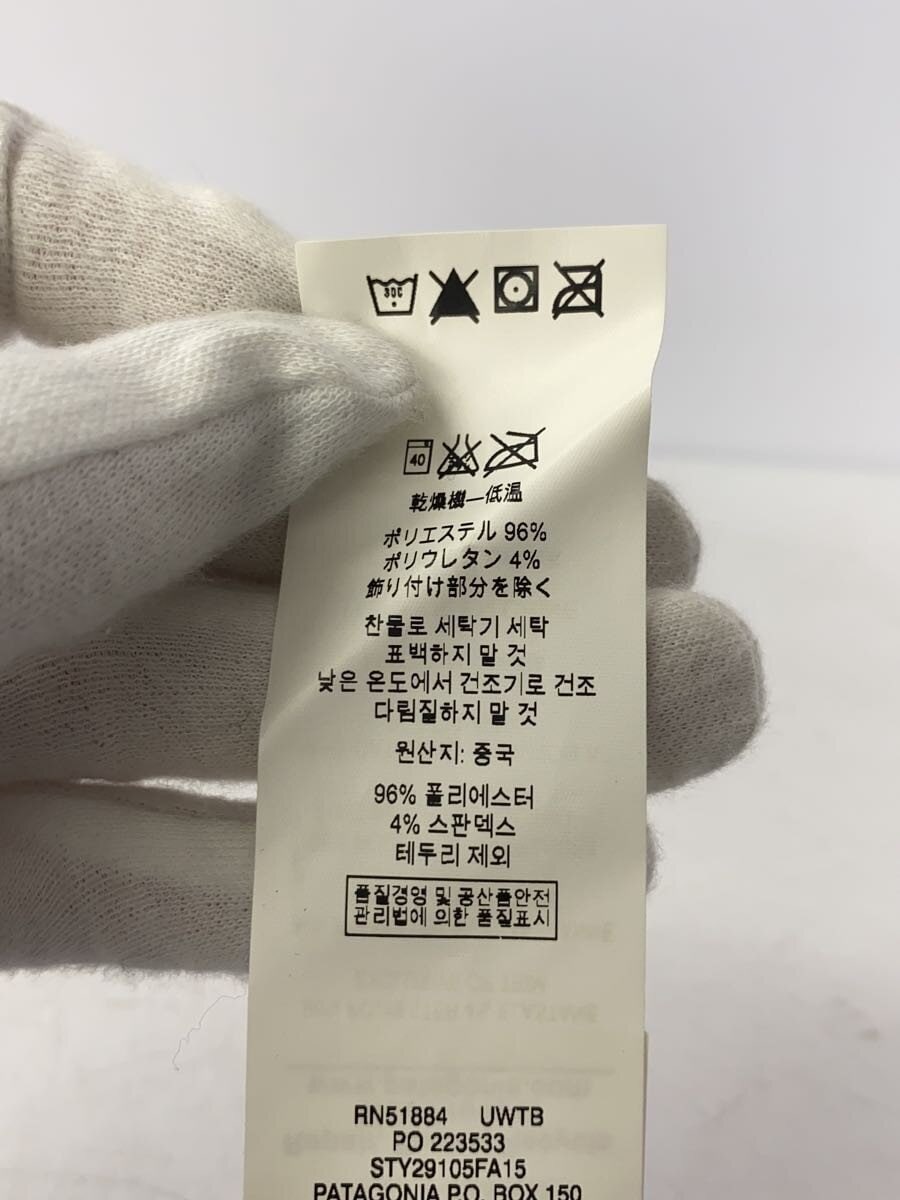 30C
40
乾燥機—低温
ポリエステル 96%
ポリウレタン 4%
飾り付け部分を除く
찬물로 세탁기 세탁
표백하지 말 것
낮은 온도에서 건조기로 건조
다림질하지 말 것
원산지: 중국
96% 폴리에스터
4% 스판덱스
테두리 제외
품질경영 및 공산품안전
관리법에 의한 품질표시
RN51884 UWTB
PO 223533
STY29105FA15
PATAGONIA P.O. BOX 150